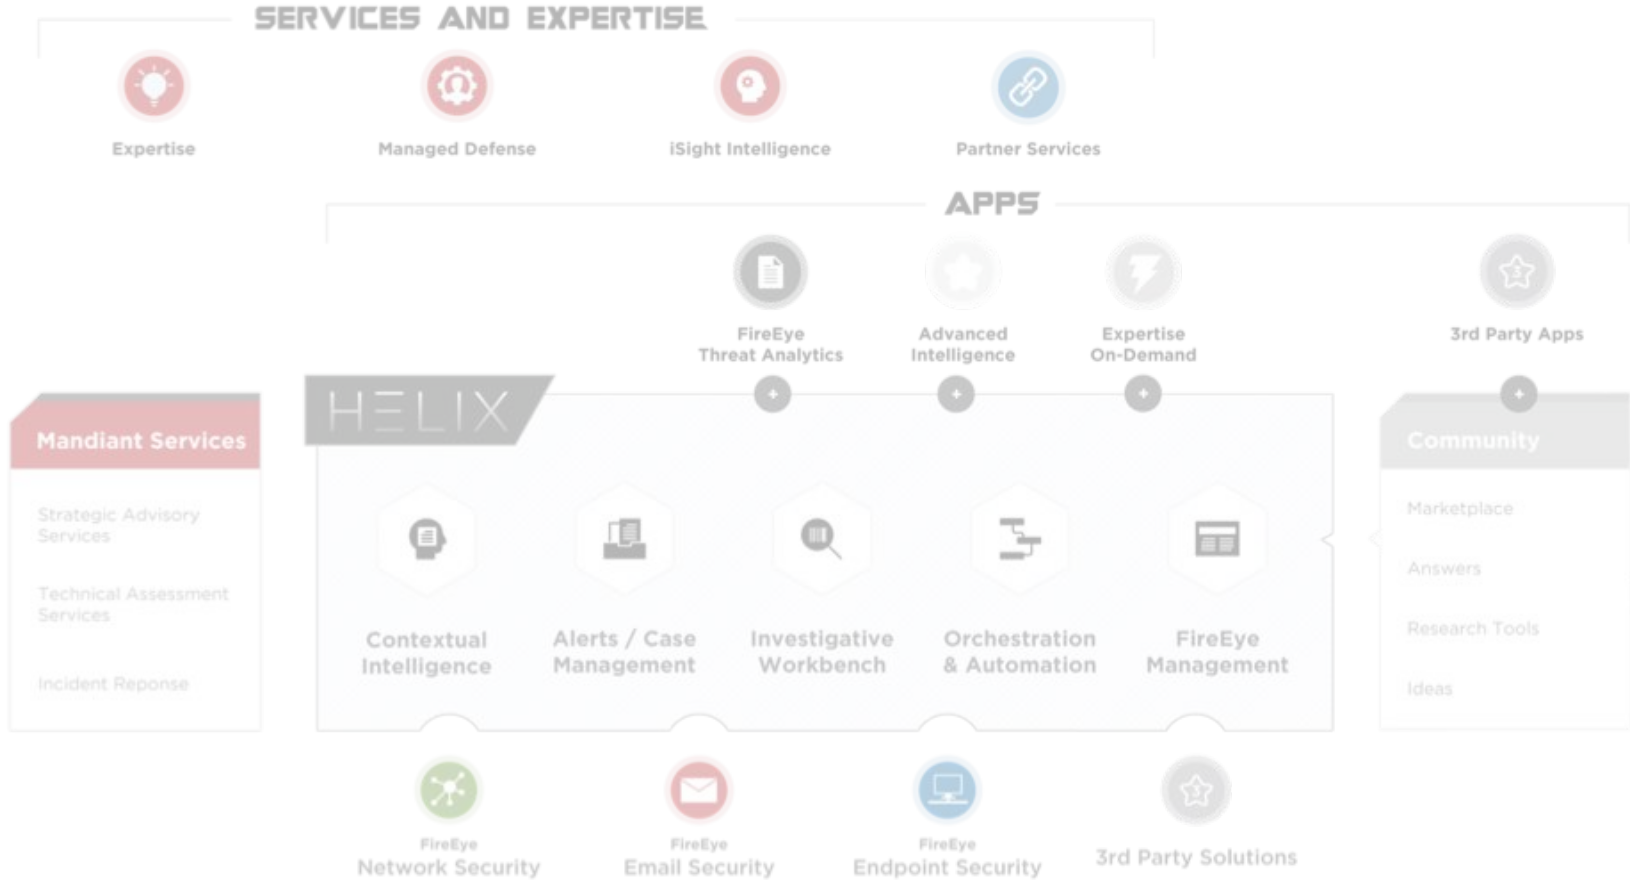 SERVICES AND EXPERTISE
Expertise
Managed Defense
iSight Intelligence
Partner Services
APPS
FireEye
Threat Analytics
Advanced
Intelligence
Expertise
On-Demand
3
3rd Party Apps
+
+
+
+
HELIX
Mandiant Services
Strategic Advisory
Services
Technical Assessment
Services
Incident Reponse
Contextual
Intelligence
Alerts / Case
Management
Investigative
Workbench
Orchestration
& Automation
FireEye
Management
Community
Marketplace
Answers
Research Tools
Ideas
FireEye
Network Security
FireEye
Email Security
FireEye
Endpoint Security
3
3rd Party Solutions